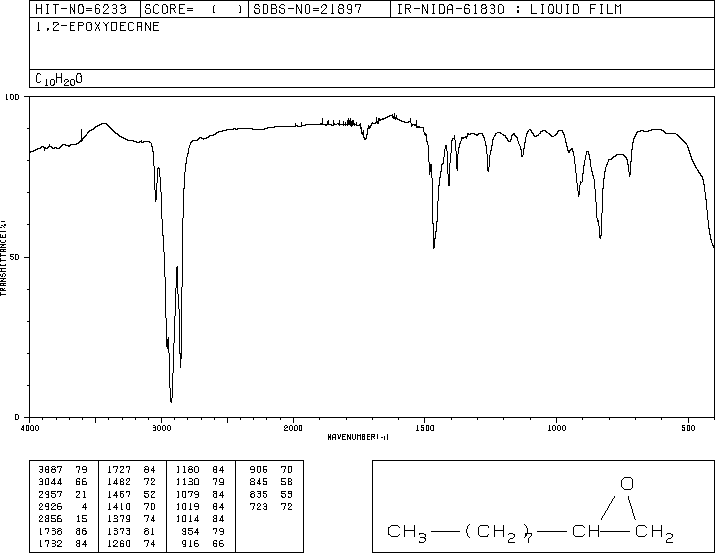 HIT-NO=6233 SCORE= ( ) SDBS-NO=21897 IR-NIDA-61830 : LIQUID FILM
1,2-EPOXYDECANE
C10H20O
100
50
0
TRANSMITTANCE(%)
4000 3000 2000 1500 1000 500
WAVENUMBER(-1)
3887 79 1727 84 1180 84 906 70
3044 66 1482 72 1130 79 845 58
2957 21 1467 52 1079 84 835 53
2926 4 1410 70 1019 84 723 72
2856 15 1379 74 1014 84
1738 86 1373 81 954 79
1732 84 1260 74 916 66
O
CH3 (CH2)7 CH CH2